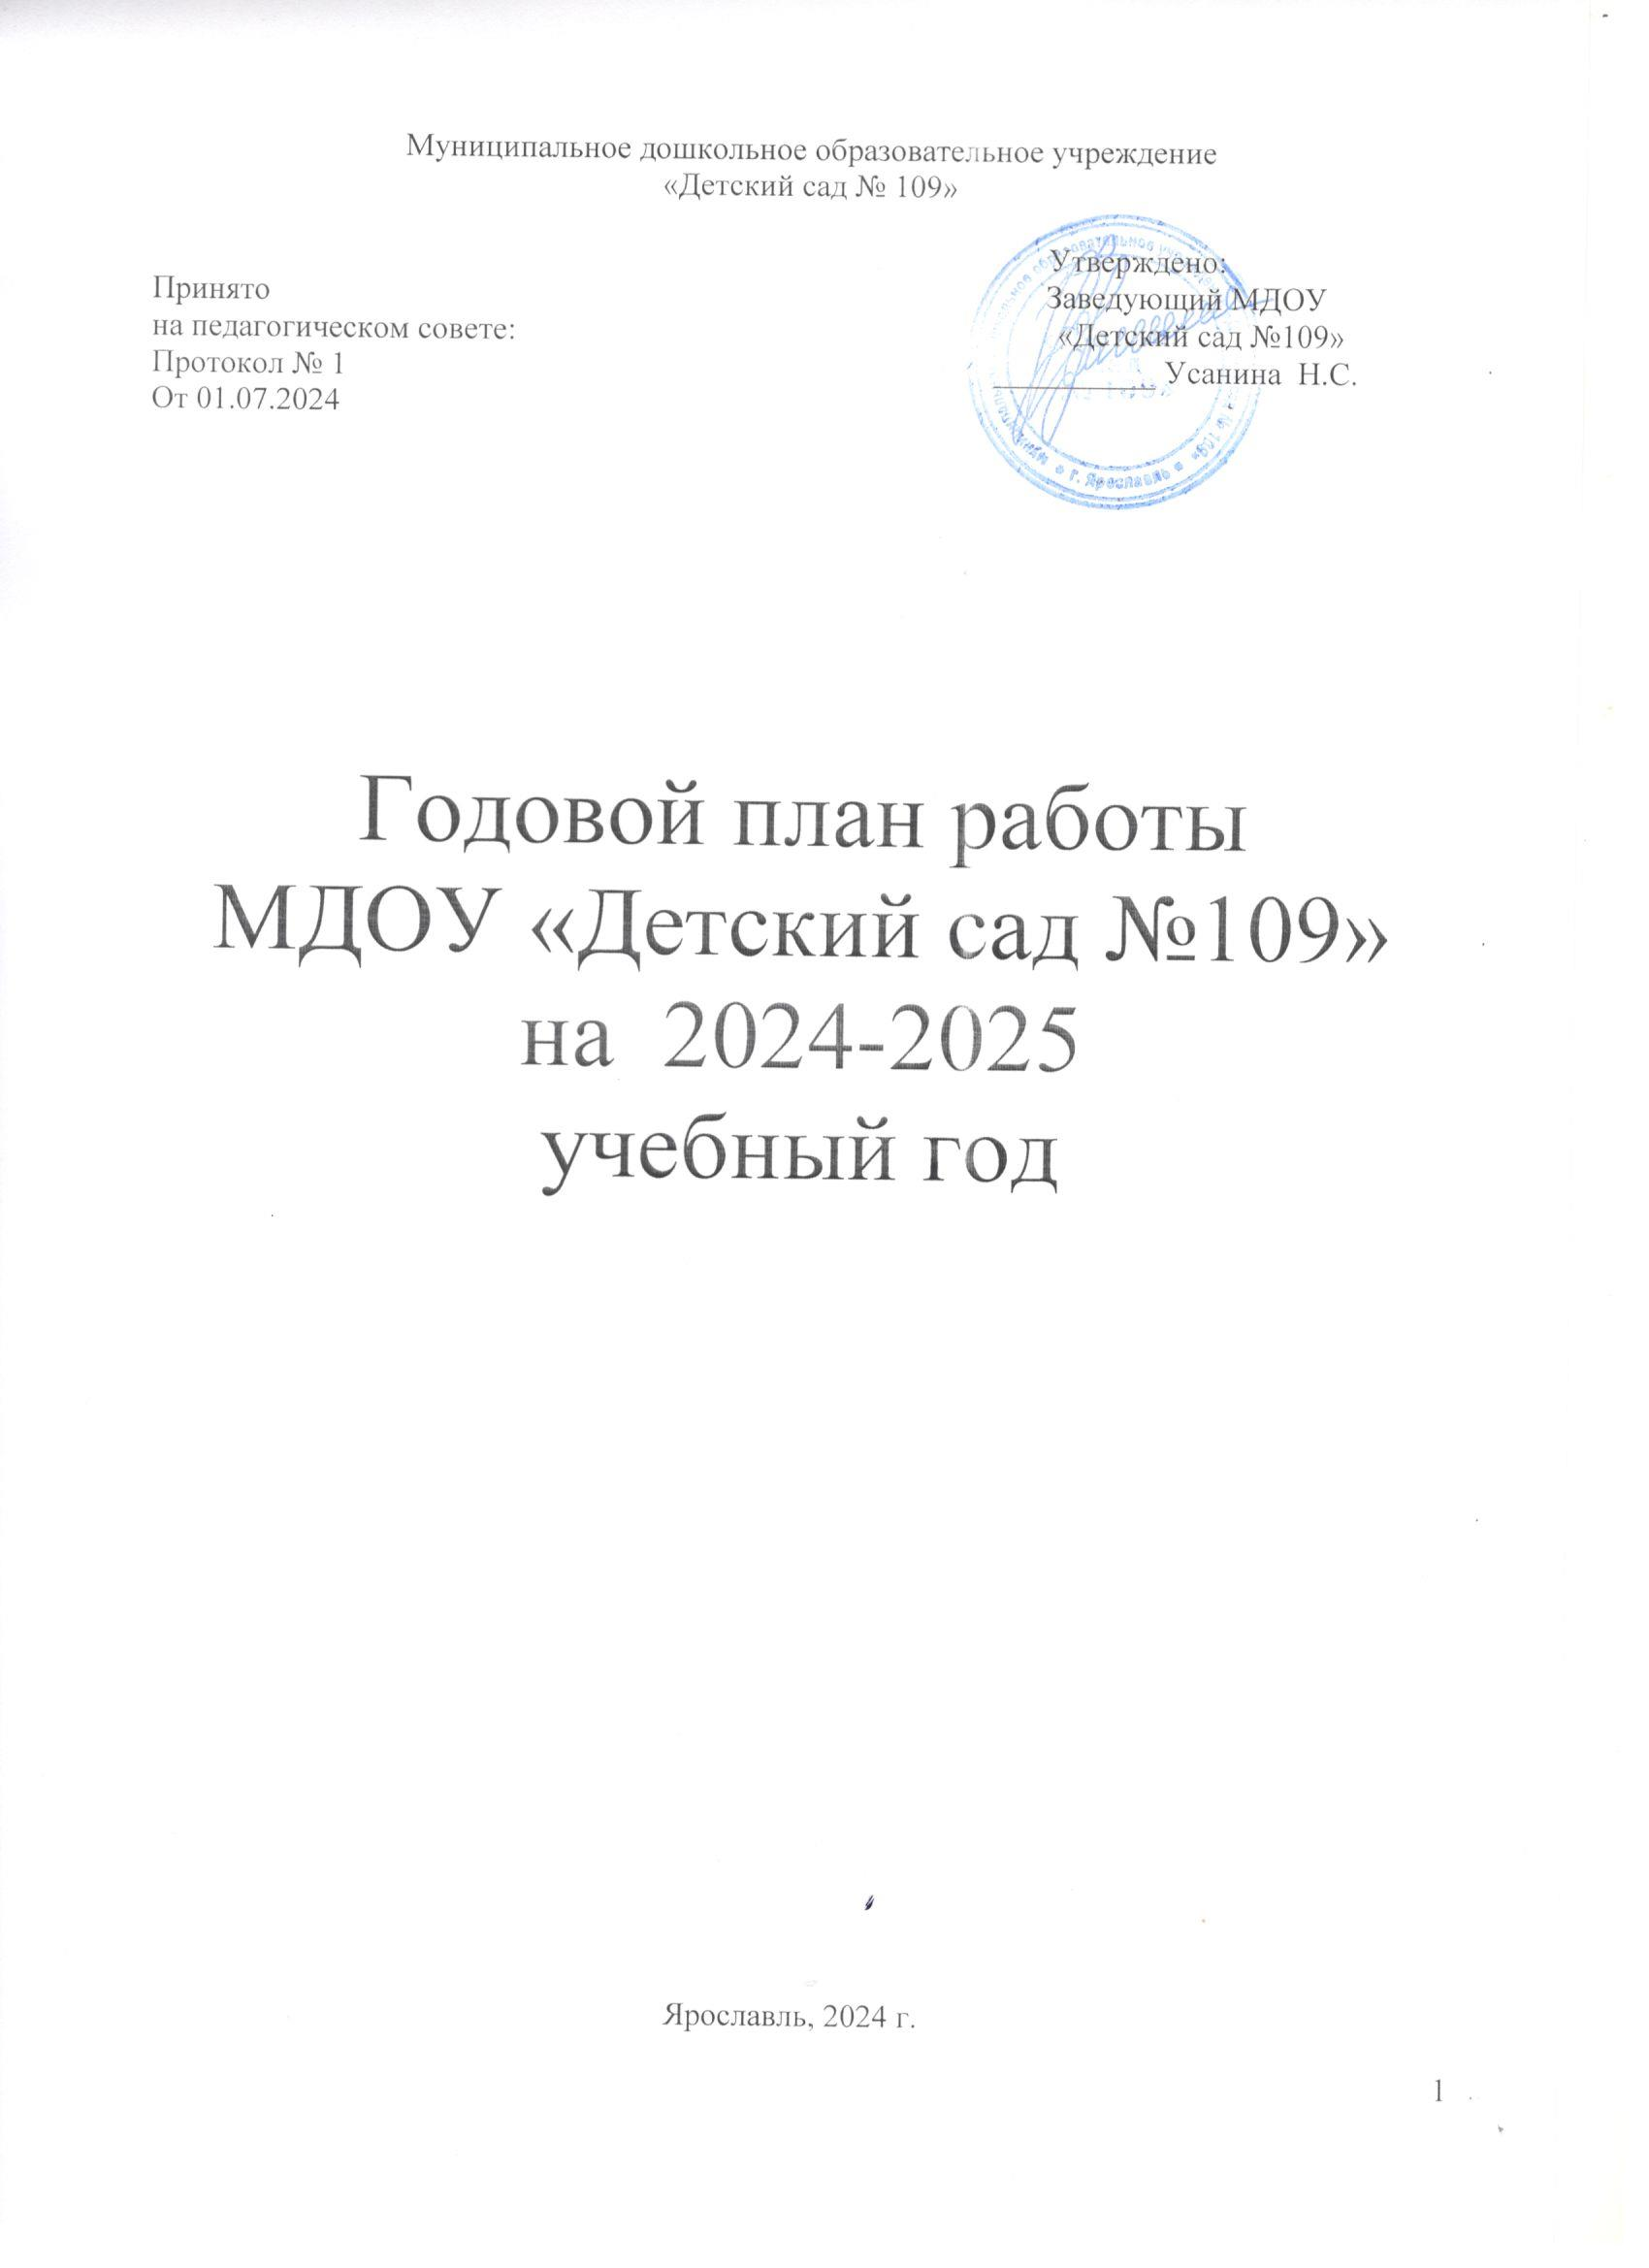 Муниципальное дошкольное образовательное учреждение
«Детский сад № 109»
Принято
на педагогическом совете:
Протокол № 1
От 01.07.2024
Утверждено:
Заведующий МДОУ
«Детский сад №109»
___________ Усанина Н.С.
г. Ярославль
Годовой план работы
МДОУ «Детский сад №109»
на 2024-2025
учебный год
Ярославль, 2024 г.
1